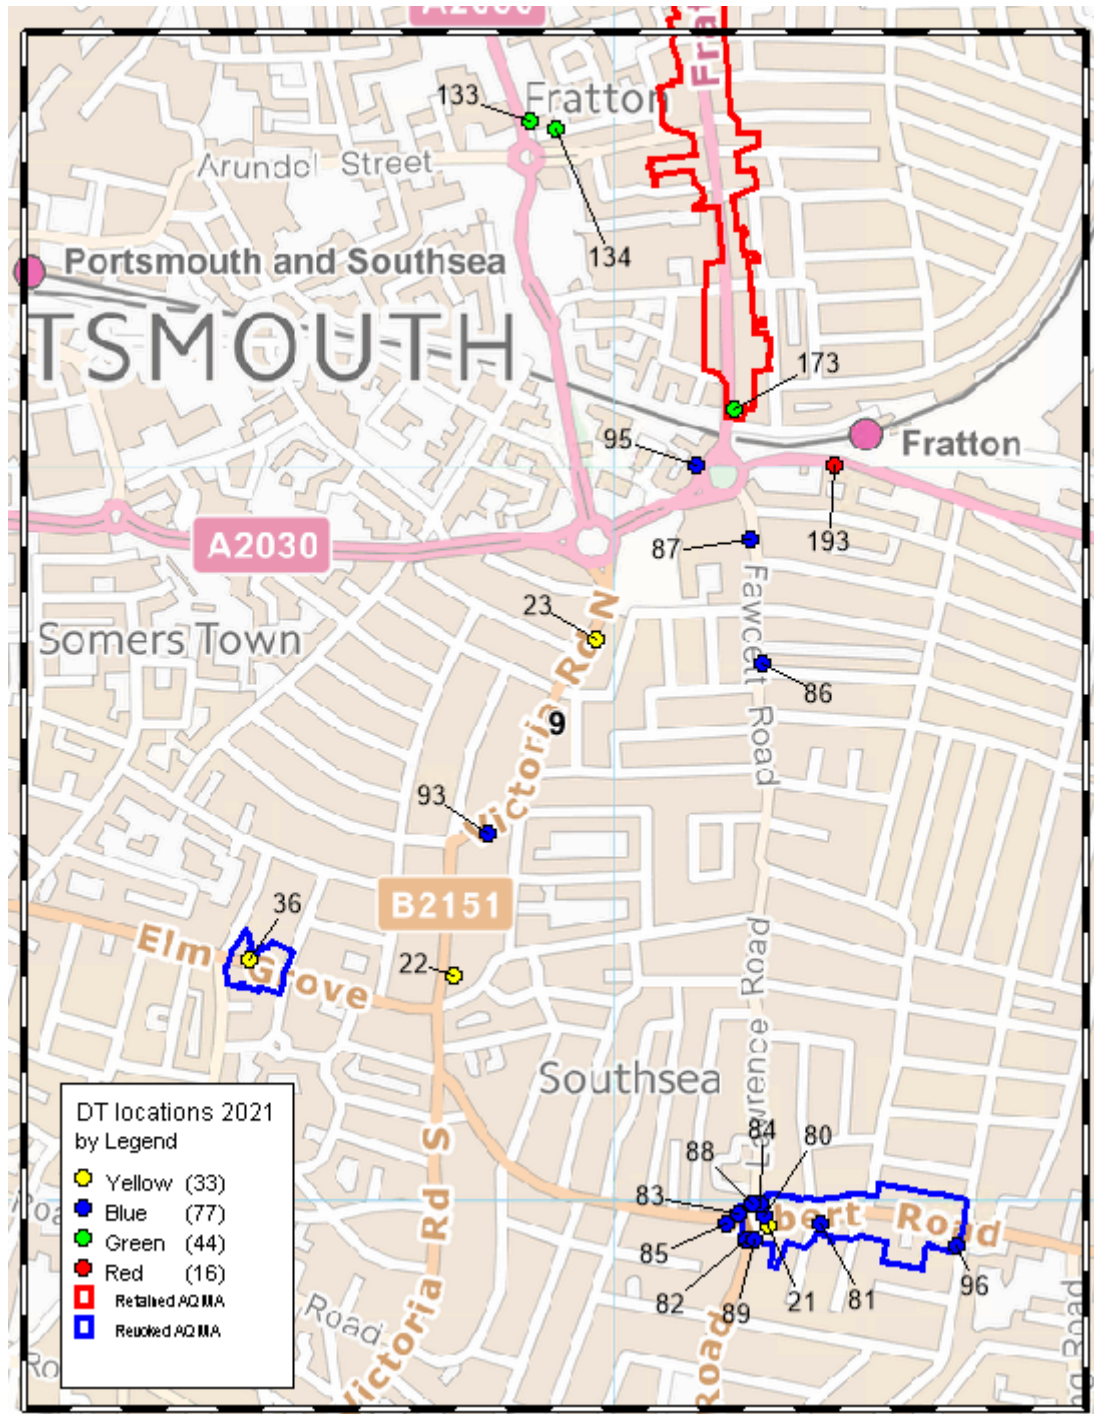 A2030
Fratton
133
Arundel Street
134
Portsmouth and Southsea
TSMOUTH
173
95
Fratton
A2030
87
193
Fawcett Road
23
Somers Town
Victoria Rd N
86
9
93
B2151
36
Elm Grove
22
Lawrence Road
Southsea
84
80
88
83
bert Road
85
82
89
21
81
96
Victoria Rd S
Road
Road
DT locations 2021
by Legend
Yellow (33)
Blue (77)
Green (44)
Red (16)
Retained AQMA
Revoked AQMA